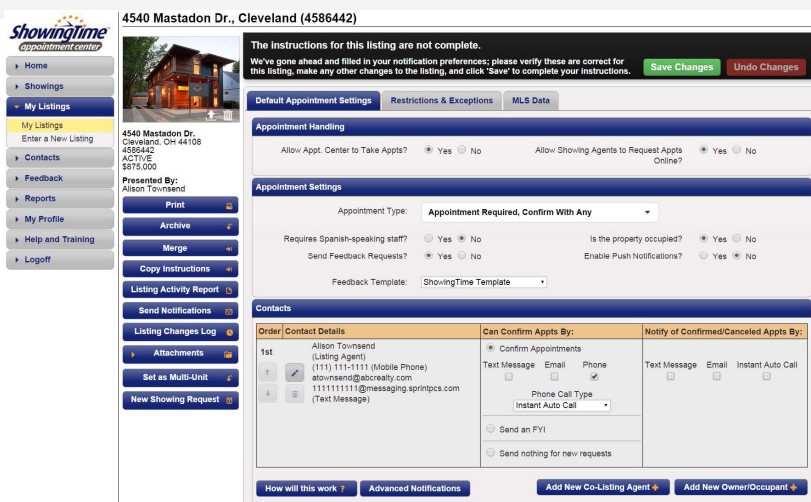 ShowingTime®
appointment center
Home
Showings
My Listings
My Listings
Enter a New Listing
Contacts
Feedback
Reports
My Profile
Help and Training
Logoff
4540 Mastadon Dr., Cleveland (4586442)
4540 Mastadon Dr.
Cleveland, OH 44108
4586442
ACTIVE
$875,000
Presented By:
Alison Townsend
Print
Archive
Merge
Copy Instructions
Listing Activity Report
Send Notifications
Listing Changes Log
Attachments
Set as Multi-Unit
New Showing Request
The instructions for this listing are not complete.
We've gone ahead and filled in your notification preferences; please verify these are correct for
this listing, make any other changes to the listing, and click 'Save' to complete your instructions.
Save Changes Undo Changes
Default Appointment Settings Restrictions & Exceptions MLS Data
Appointment Handling
Allow Appt. Center to Take Appts? Yes No Allow Showing Agents to Request Appts
Online? Yes No
Appointment Settings
Appointment Type: Appointment Required, Confirm With Any
Requires Spanish-speaking staff? Yes No Is the property occupied? Yes No
Send Feedback Requests? Yes No Enable Push Notifications? Yes No
Feedback Template: ShowingTime Template
Contacts
Order Contact Details Can Confirm Appts By: Notify of Confirmed/Canceled Appts By:
1st Alison Townsend
(Listing Agent)
(111) 111-1111 (Mobile Phone)
atownsend@abcrealty.com
1111111111@messaging.sprintpcs.com
(Text Message)
Confirm Appointments
Text Message Email Phone
Phone Call Type
Instant Auto Call
Send an FYI
Send nothing for new requests
Text Message Email Instant Auto Call
How will this work ? Advanced Notifications Add New Co-Listing Agent + Add New Owner/Occupant +